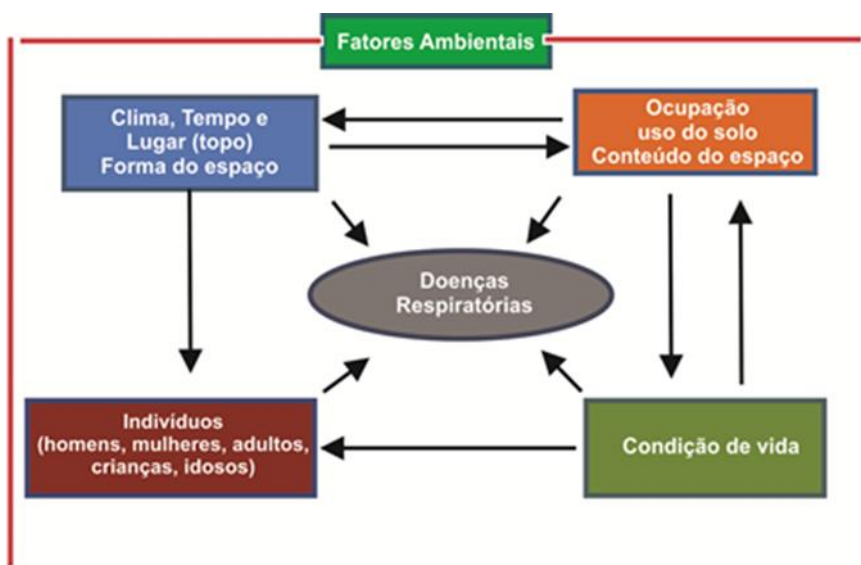 Fatores Ambientais
Clima, Tempo e
Lugar (topo)
Forma do espaço
Ocupação
uso do solo
Conteúdo do espaço
Doenças
Respiratórias
Indivíduos
(homens, mulheres, adultos,
crianças, idosos)
Condição de vida